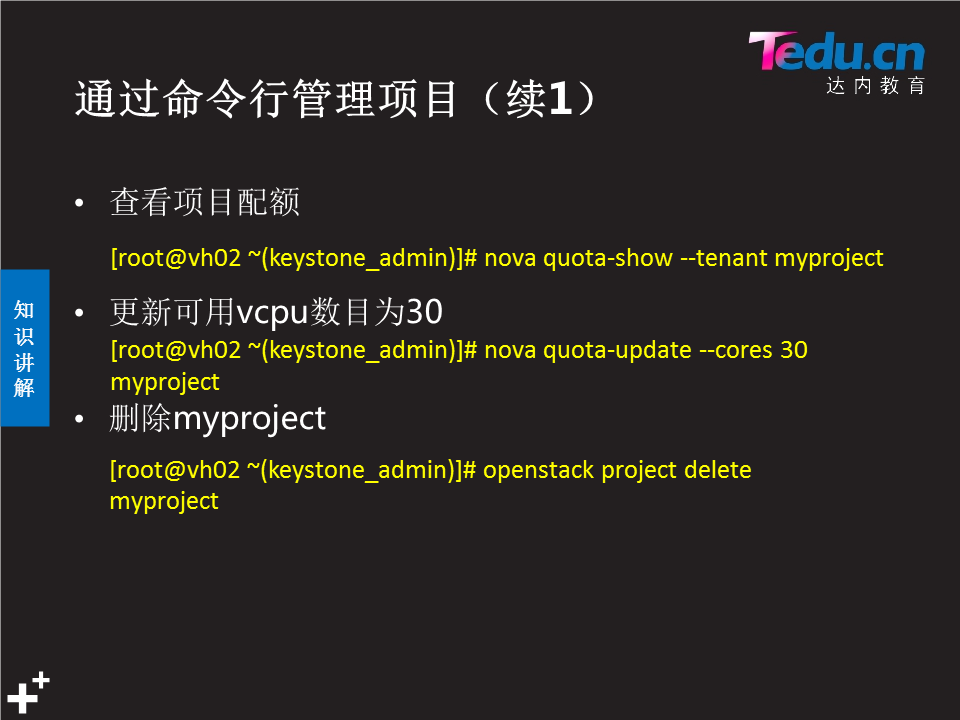 Tedu.cn
达内教育
通过命令行管理项目（续1）
• 查看项目配额
[root@vh02 ~(keystone_admin)]# nova quota-show --tenant myproject
• 更新可用vcpu数目为30
[root@vh02 ~(keystone_admin)]# nova quota-update --cores 30
myproject
• 删除myproject
[root@vh02 ~(keystone_admin)]# openstack project delete
myproject
知
识
讲
解